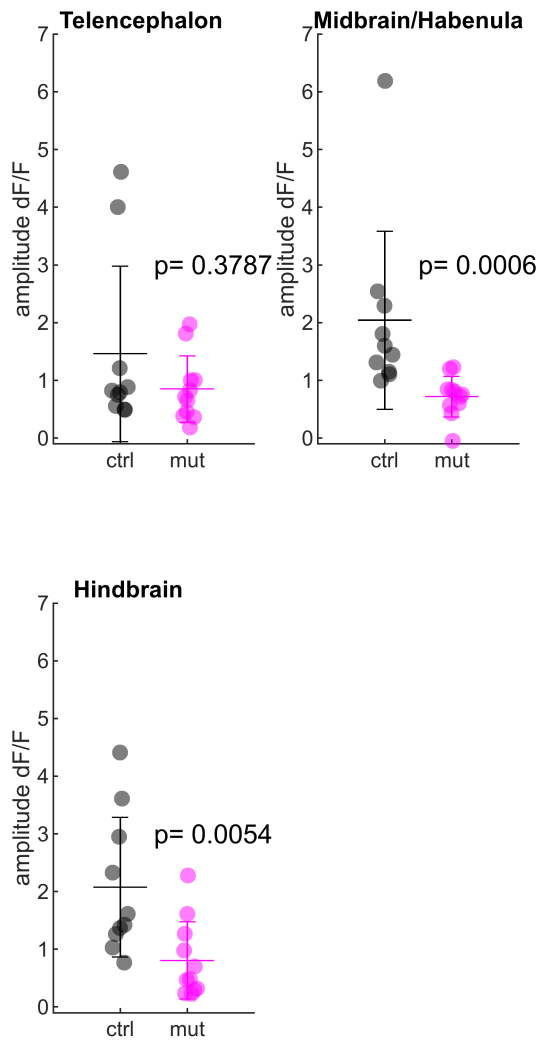 Telencephalon
7
6
5
4
3
2
1
0
amplitude dF/F
p= 0.3787
ctrl mut
Midbrain/Habenula
7
6
5
4
3
2
1
0
amplitude dF/F
p= 0.0006
ctrl mut
Hindbrain
7
6
5
4
3
2
1
0
amplitude dF/F
p= 0.0054
ctrl mut